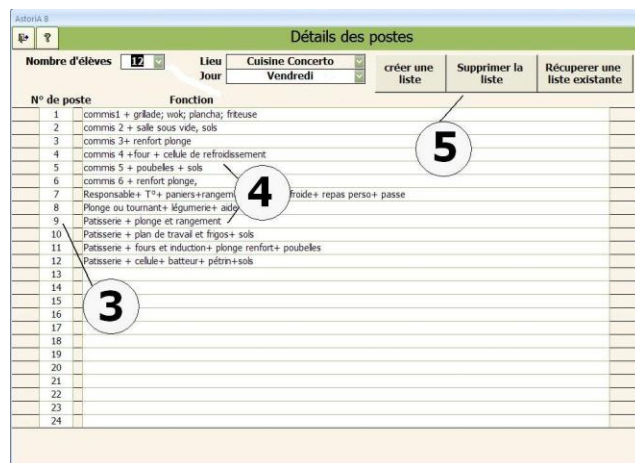 AstoriA 8
?
Détails des postes
Nombre d'élèves 12 Lieu Cuisine Concerto
Jour Vendredi
créer une liste
Supprimer la liste
Récuperer une liste existante
N° de poste Fonction
1 commis1 + grillade; wok; plancha; friteuse
2 commis 2 + salle sous vide, sols
3 commis 3+ renfort plonge
4 commis 4 +four + celule de refroidissement
5 commis 5 + poubelles + sols
6 commis 6 + renfort plonge,
7 Responsable+ T°+ paniers+rangem froide+ repas perso+ passe
8 Plonge ou tournant+ légumerie+ aide
9 Patisserie + plonge et rangement
10 Patisserie + plan de travail et frigos+ sols
11 Patisserie + fours et induction+ plonge renfort+ poubelles
12 Patisserie + celule+ batteur+ pétrin+sols
13
14
15
16
17
18
19
20
21
22
23
24
3
4
5